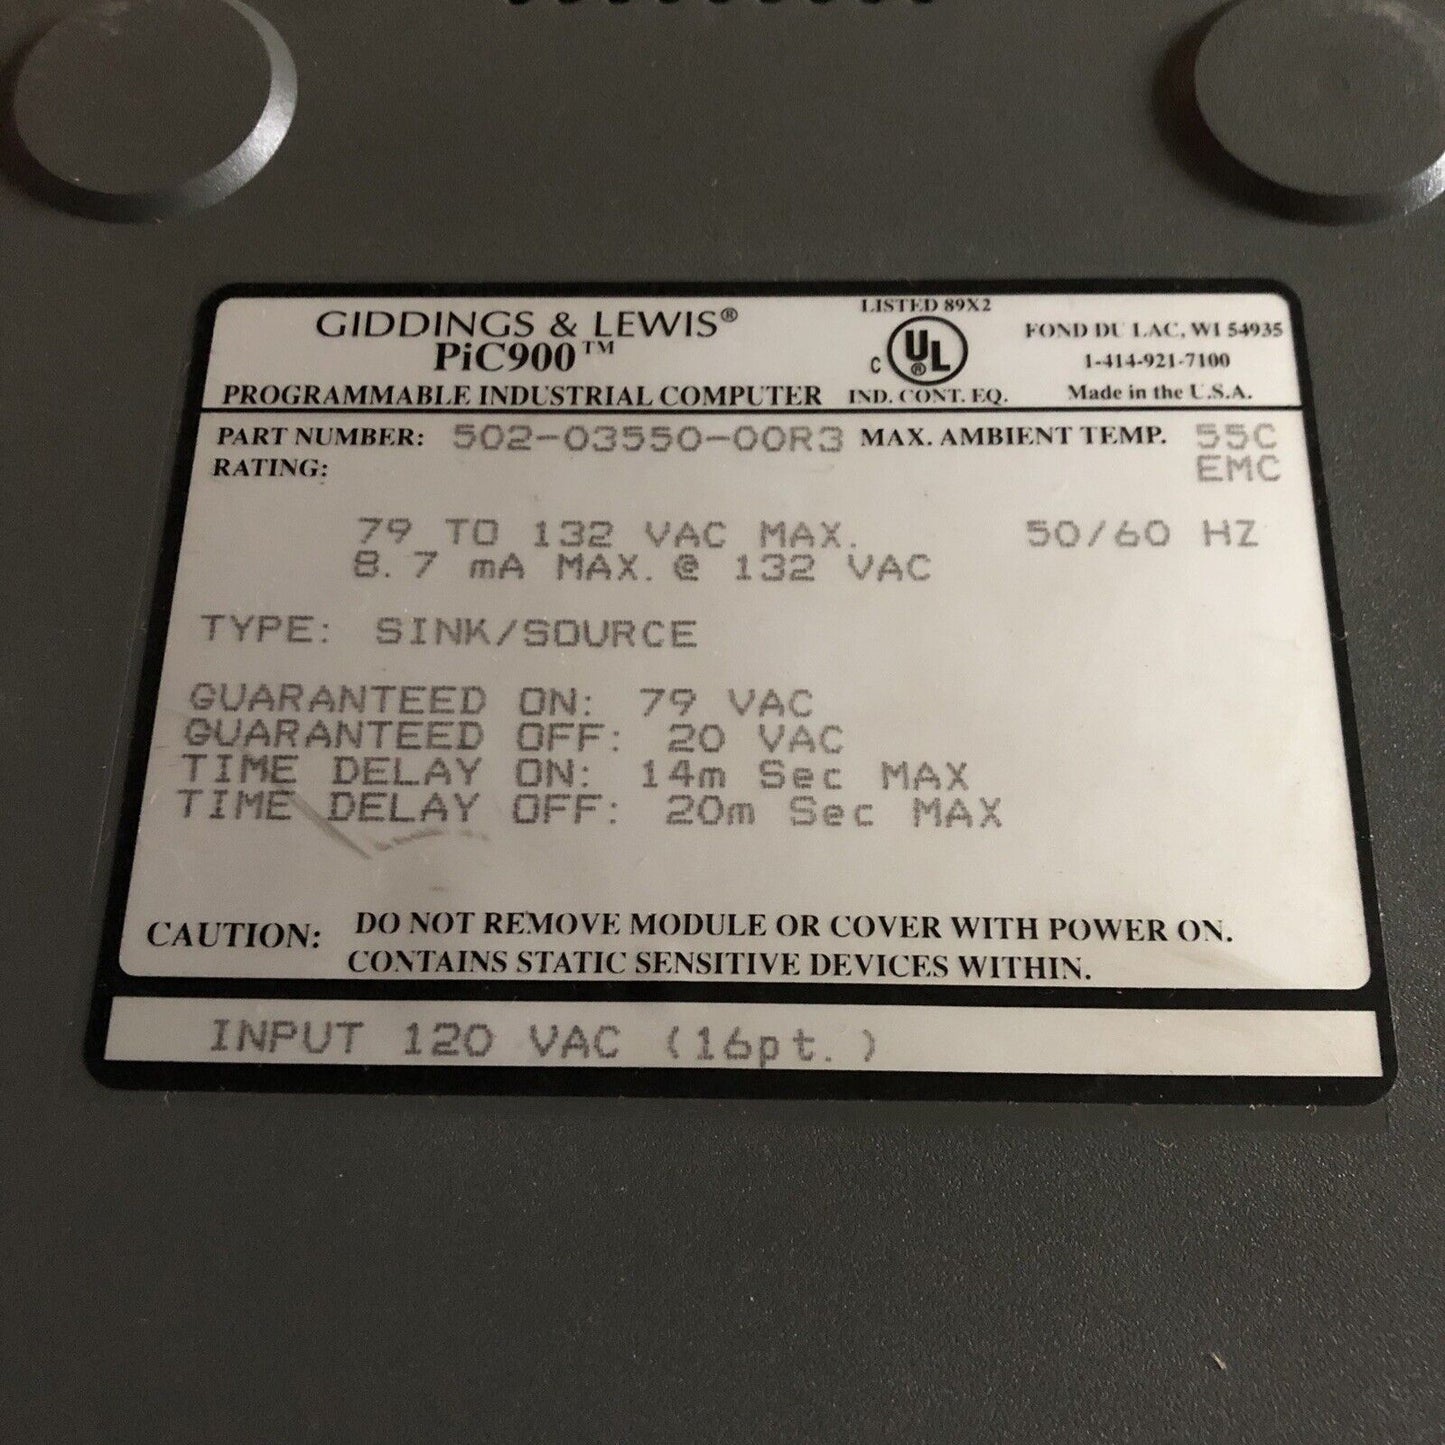 GIDDINGS & LEWIS®
PiC900™
PROGRAMMABLE INDUSTRIAL COMPUTER
LISTED 89X2
C UL ®
IND. CONT. EQ.
FOND DU LAC, WI 54935
1-414-921-7100
Made in the U.S.A.
PART NUMBER: 502-03550-00R3 MAX. AMBIENT TEMP. 55C
RATING: EMC
79 TO 132 VAC MAX. 50/60 HZ
8.7 mA MAX. @ 132 VAC
TYPE: SINK/SOURCE
GUARANTEED ON: 79 VAC
GUARANTEED OFF: 20 VAC
TIME DELAY ON: 14m Sec MAX
TIME DELAY OFF: 20m Sec MAX
CAUTION: DO NOT REMOVE MODULE OR COVER WITH POWER ON.
CONTAINS STATIC SENSITIVE DEVICES WITHIN.
INPUT 120 VAC (16pt.)